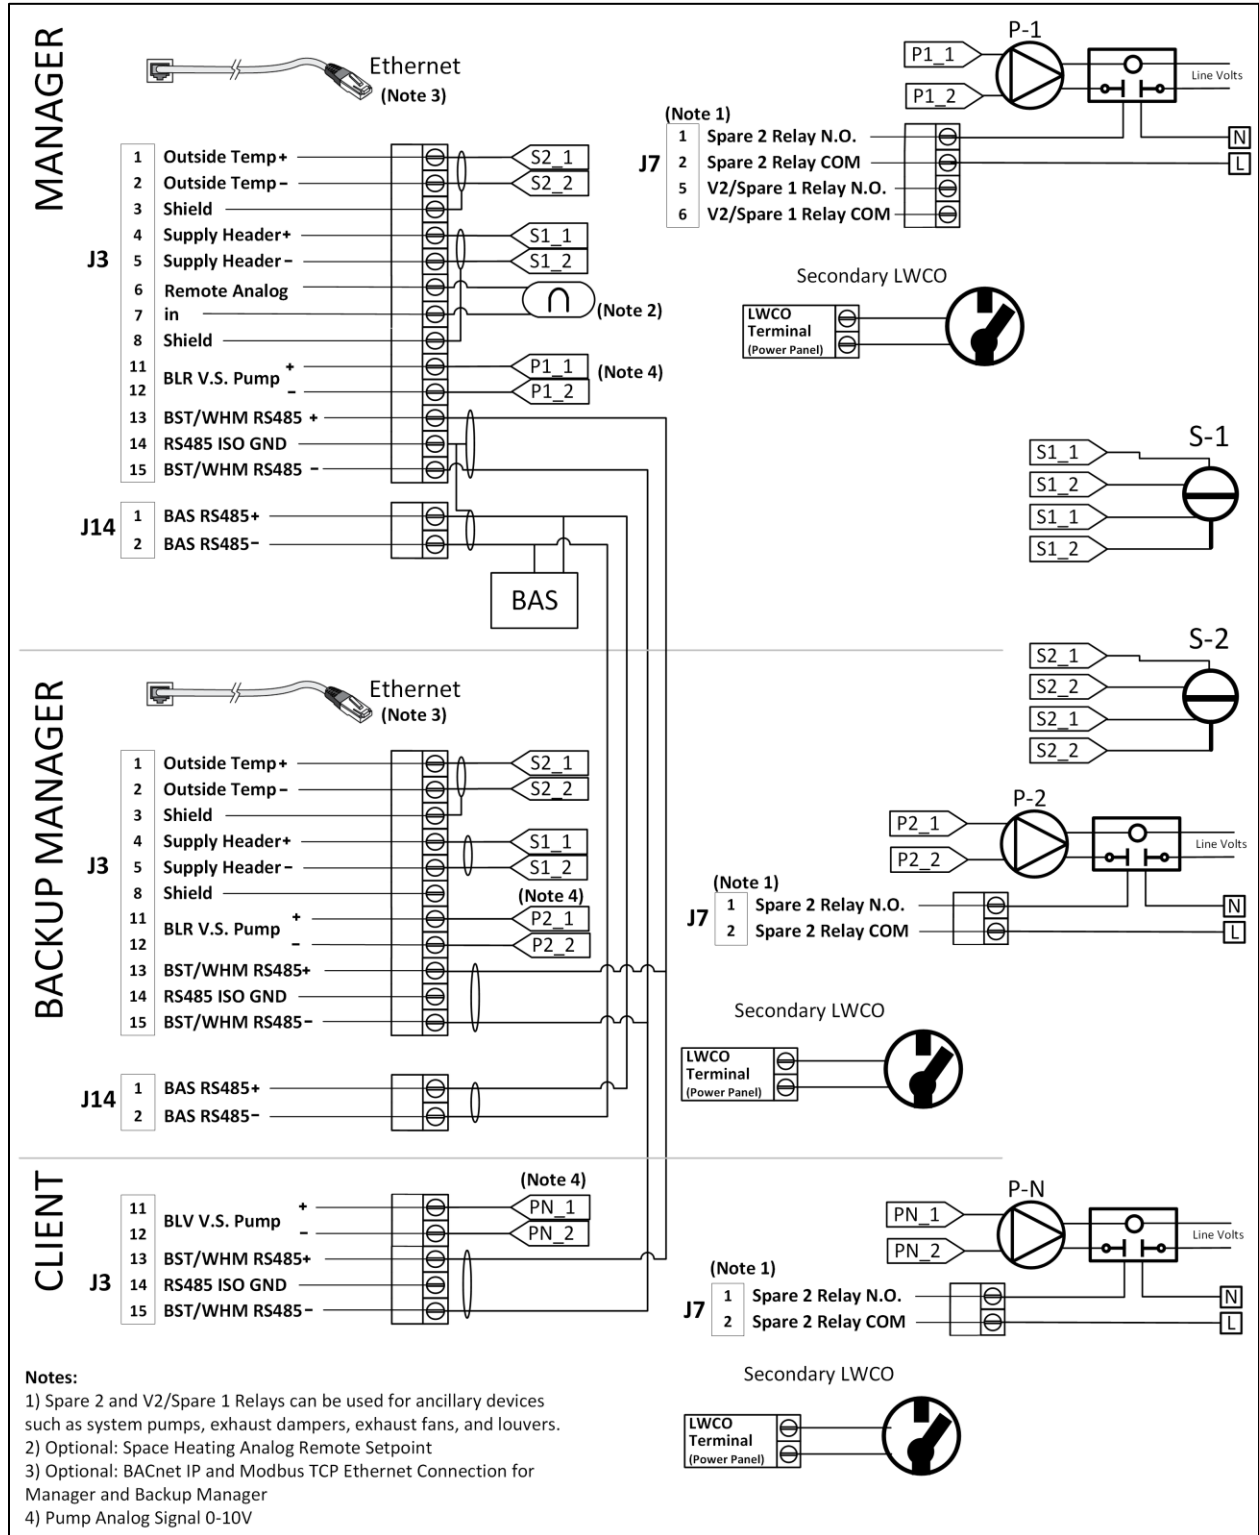 MANAGER
Ethernet
(Note 3)
J3
1 Outside Temp+ S2_1
2 Outside Temp- S2_2
3 Shield
4 Supply Header+ S1_1
5 Supply Header- S1_2
6 Remote Analog
7 in
(Note 2)
8 Shield
11 + P1_1 (Note 4)
BLR V.S. Pump
12 - P1_2
13 BST/WHM RS485 +
14 RS485 ISO GND
15 BST/WHM RS485 -
J14
1 BAS RS485+
2 BAS RS485-
BAS
P-1
P1_1
P1_2
Line Volts
(Note 1)
J7
1 Spare 2 Relay N.O. N
2 Spare 2 Relay COM L
5 V2/Spare 1 Relay N.O.
6 V2/Spare 1 Relay COM
Secondary LWCO
LWCO
Terminal
(Power Panel)
S-1
S1_1
S1_2
S1_1
S1_2
S-2
S2_1
S2_2
S2_1
S2_2
BACKUP MANAGER
Ethernet
(Note 3)
J3
1 Outside Temp+ S2_1
2 Outside Temp- S2_2
3 Shield
4 Supply Header+ S1_1
5 Supply Header- S1_2
8 Shield
(Note 4)
11 + P2_1
BLR V.S. Pump
12 - P2_2
13 BST/WHM RS485+
14 RS485 ISO GND
15 BST/WHM RS485-
J14
1 BAS RS485+
2 BAS RS485-
P-2
P2_1
P2_2
Line Volts
(Note 1)
J7
1 Spare 2 Relay N.O. N
2 Spare 2 Relay COM L
Secondary LWCO
LWCO
Terminal
(Power Panel)
CLIENT
(Note 4)
J3
11 + PN_1
BLV V.S. Pump
12 - PN_2
13 BST/WHM RS485+
14 RS485 ISO GND
15 BST/WHM RS485-
P-N
PN_1
PN_2
Line Volts
(Note 1)
J7
1 Spare 2 Relay N.O. N
2 Spare 2 Relay COM L
Secondary LWCO
LWCO
Terminal
(Power Panel)
Notes:
1) Spare 2 and V2/Spare 1 Relays can be used for ancillary devices
such as system pumps, exhaust dampers, exhaust fans, and louvers.
2) Optional: Space Heating Analog Remote Setpoint
3) Optional: BACnet IP and Modbus TCP Ethernet Connection for
Manager and Backup Manager
4) Pump Analog Signal 0-10V